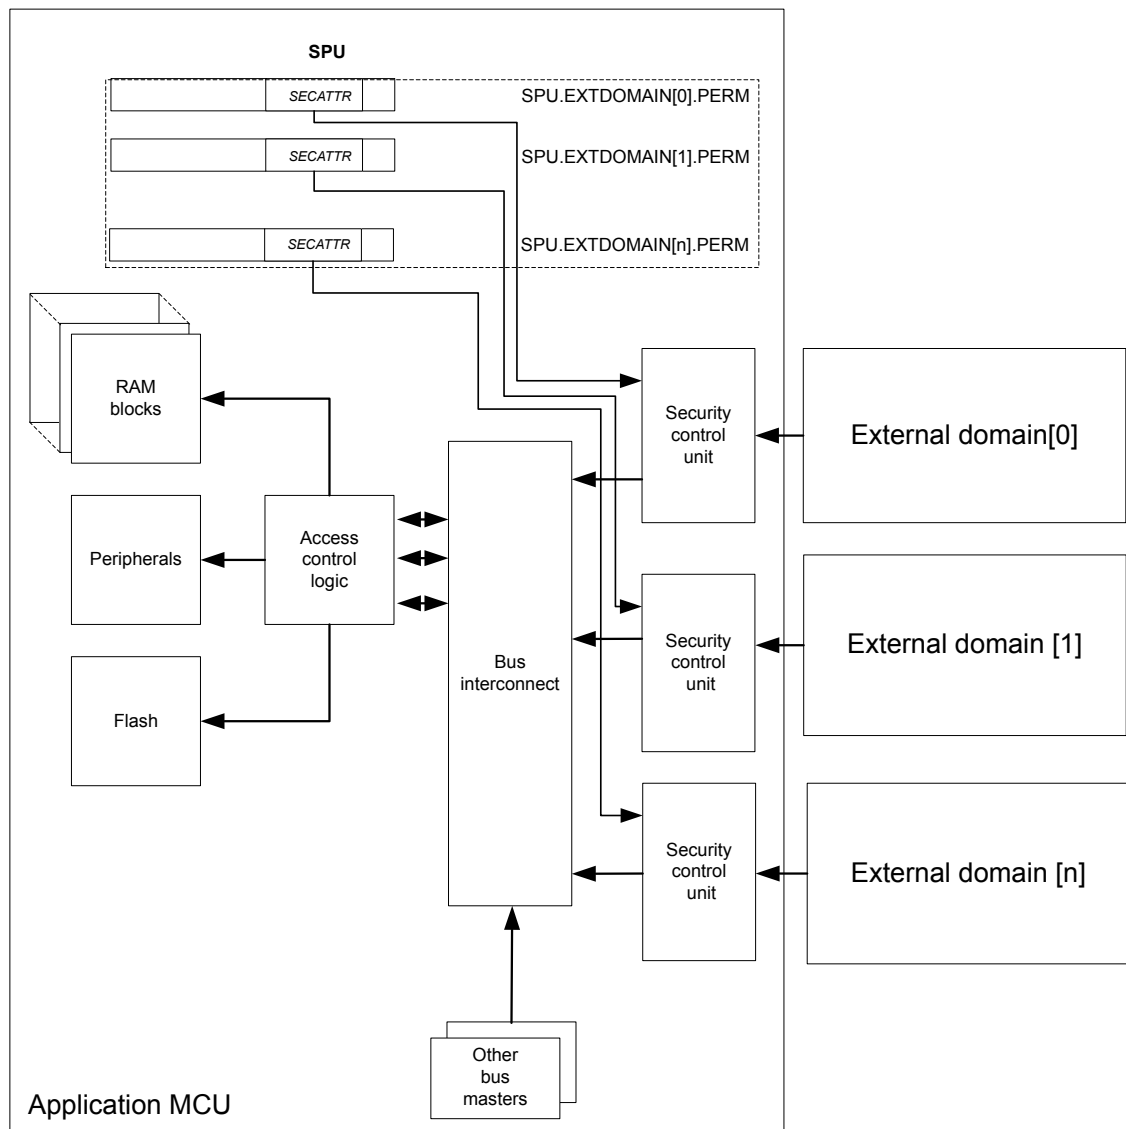 SPU
SECATTR
SPU.EXTDOMAIN[0].PERM
SECATTR
SPU.EXTDOMAIN[1].PERM
SECATTR
SPU.EXTDOMAIN[n].PERM
RAM
blocks
Security
control
unit
External domain[0]
Peripherals
Access
control
logic
Bus
interconnect
Security
control
unit
External domain [1]
Flash
Security
control
unit
External domain [n]
Other
bus
masters
Application MCU